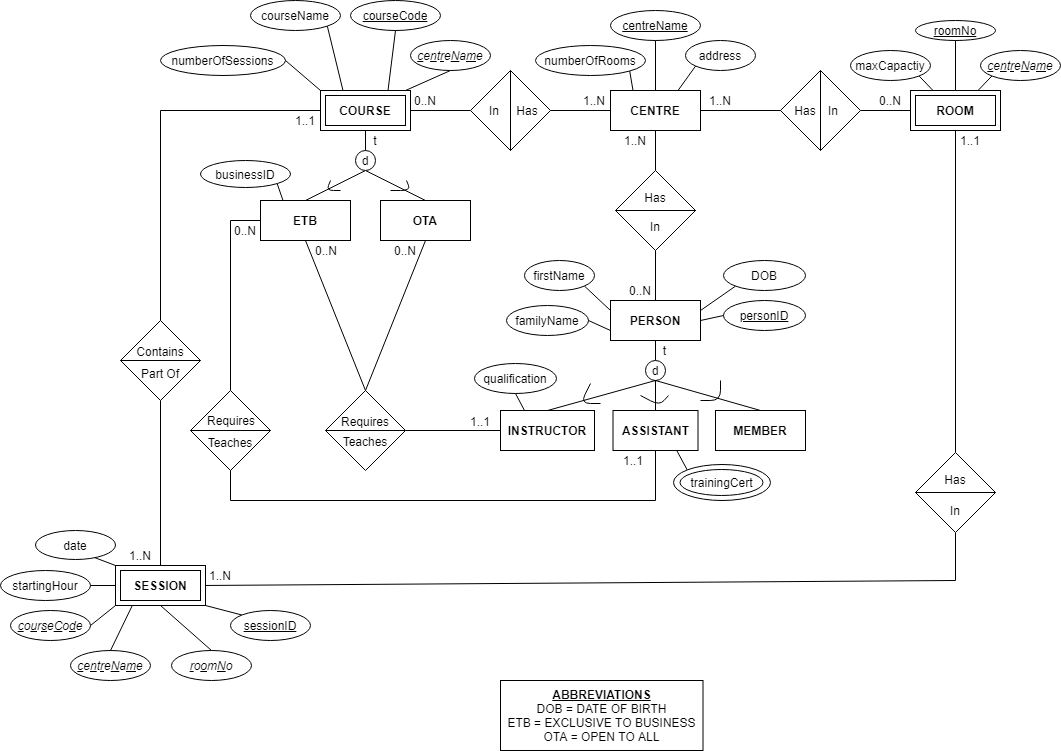 courseName
courseCode
centreName
roomNo
numberOfSessions
centreName
numberOfRooms
address
maxCapactiy
centreName
COURSE
0..N
In
Has
1..N
CENTRE
1..N
Has
In
0..N
ROOM
1..1
t
1..N
1..1
d
businessID
Has
ETB
OTA
In
0..N
0..N
0..N
firstName
DOB
0..N
familyName
PERSON
personID
Contains
Part Of
t
d
qualification
Requires
Teaches
Requires
Teaches
1..1
INSTRUCTOR
ASSISTANT
MEMBER
1..1
trainingCert
Has
In
date
1..N
startingHour
SESSION
1..N
courseCode
sessionID
centreName
roomNo
ABBREVIATIONS
DOB = DATE OF BIRTH
ETB = EXCLUSIVE TO BUSINESS
OTA = OPEN TO ALL